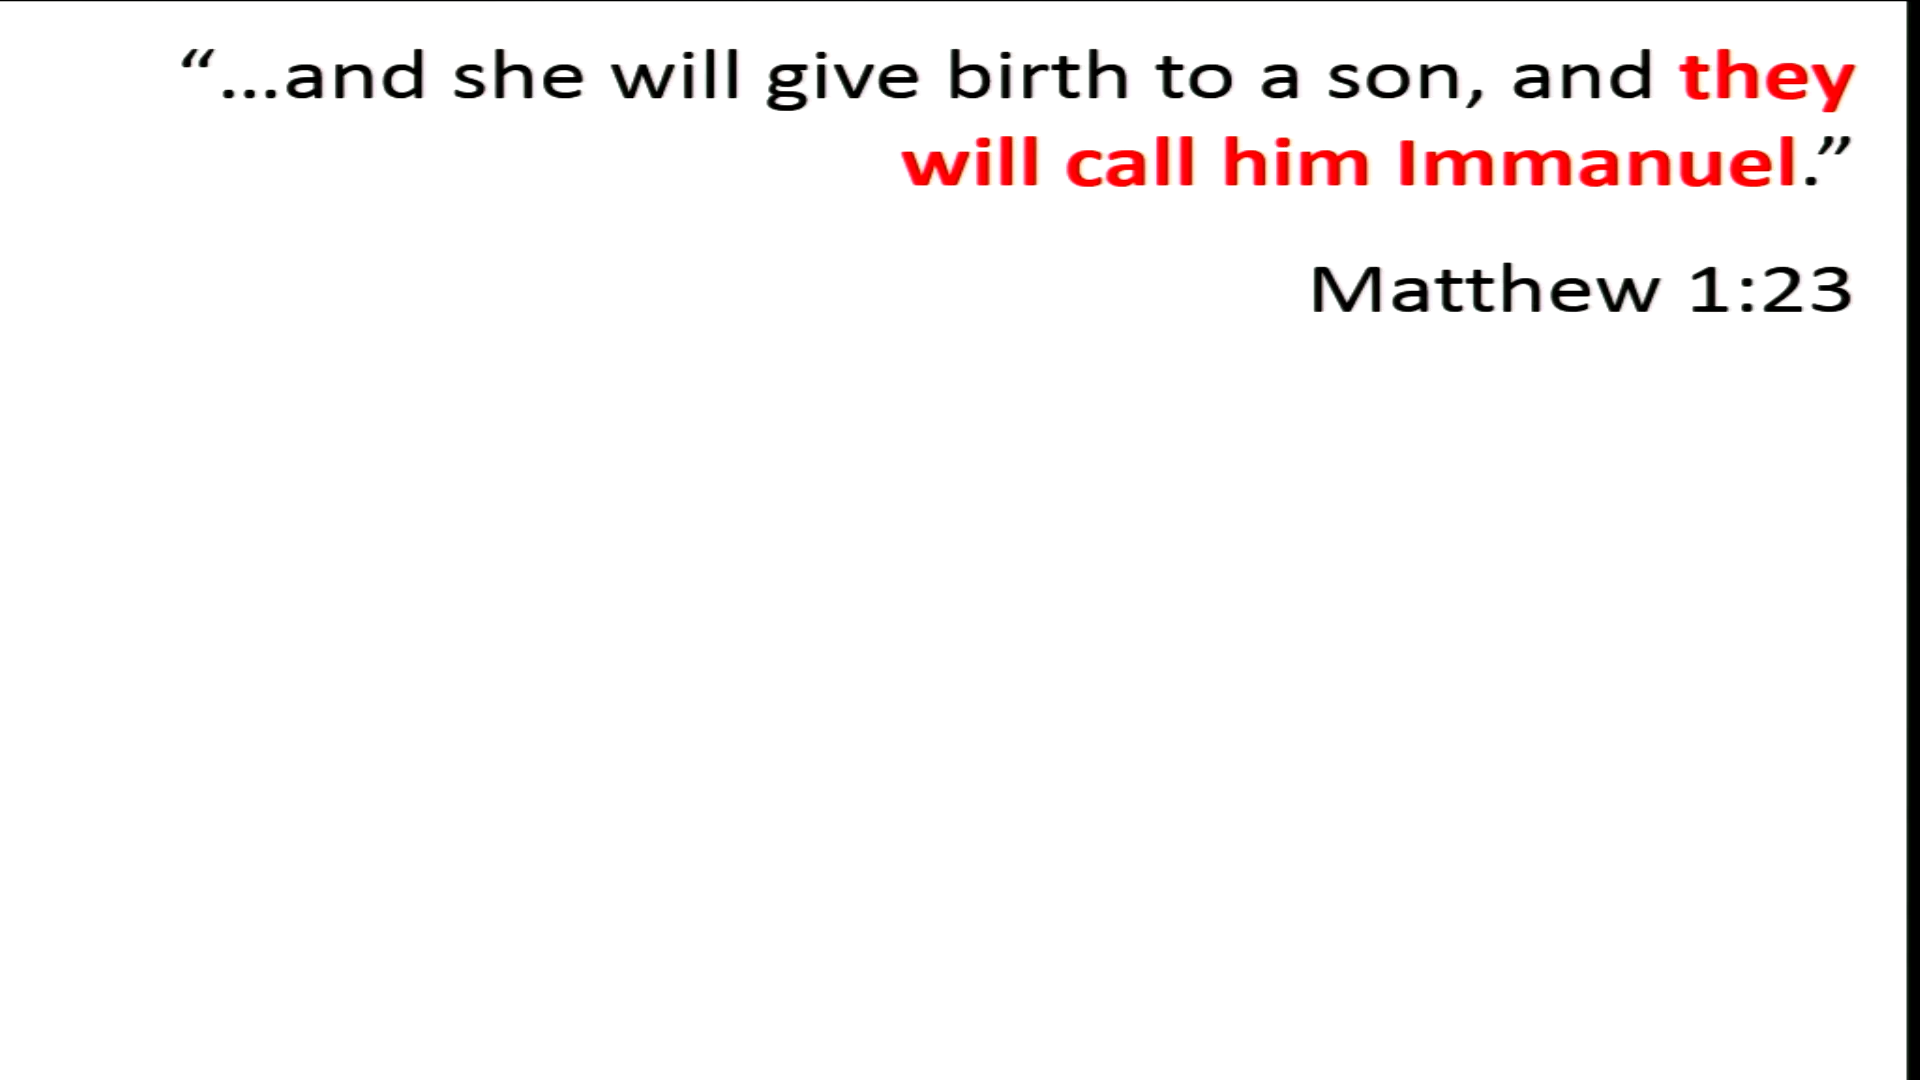 “…and she will give birth to a son, and they
will call him Immanuel.”
Matthew 1:23